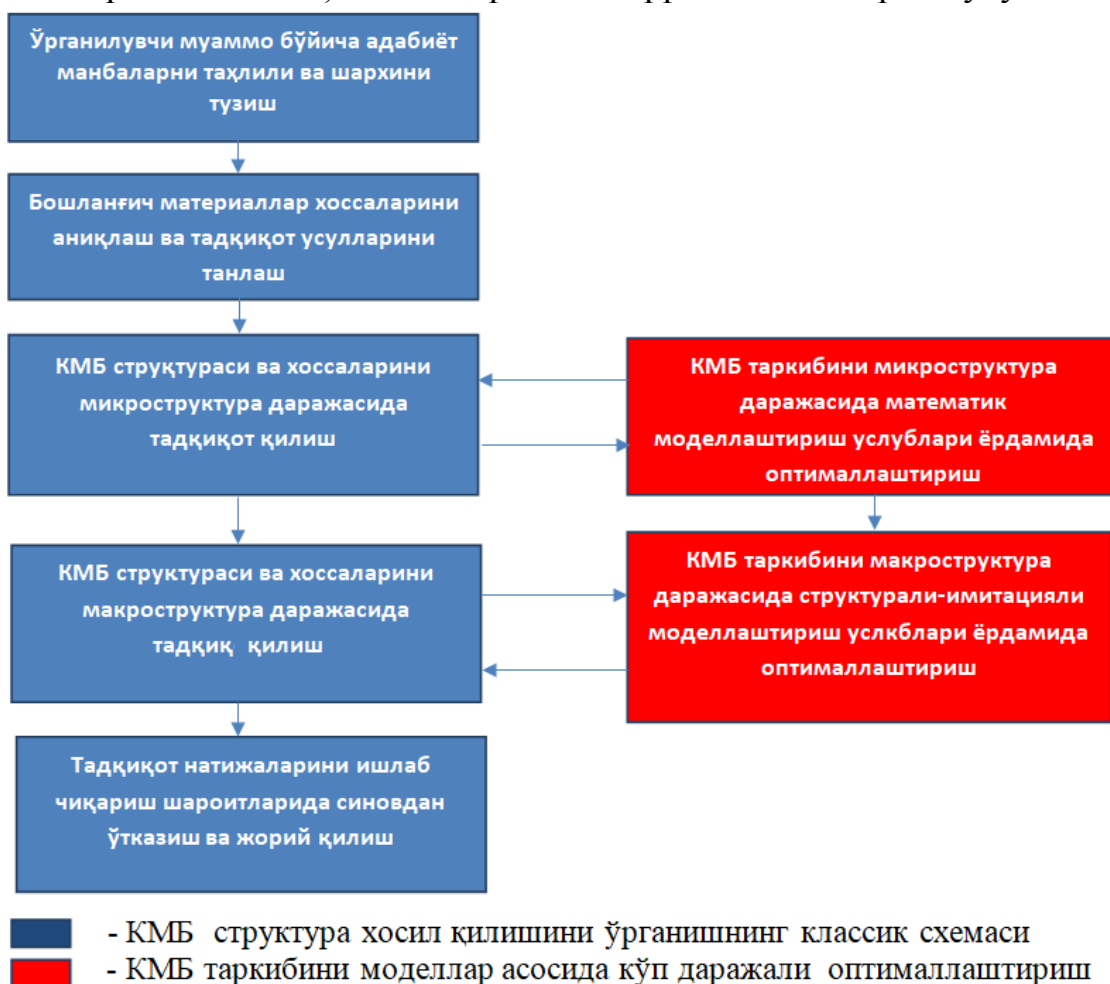 Ўрганилувчи муаммо бўйича адабиёт
манбаларни таҳлили ва шархини
тузиш
Бошланғич материаллар хоссаларини
аниқлаш ва тадқиқот усулларини
танлаш
КМБ струқтураси ва хоссаларини
микроструктура даражасида
тадқиқот қилиш
КМБ таркибини микроструктура
даражасида математик
моделлаштириш услублари ёрдамида
оптималлаштириш
КМБ структураси ва хоссаларини
макроструктура даражасида
тадқиқ қилиш
КМБ таркибини макроструктура
даражасида структурали-имитацияли
моделлаштириш услкблари ёрдамида
оптималлаштириш
Тадқиқот натижаларини ишлаб
чиқариш шароитларида синовдан
ўтказиш ва жорий қилиш
- КМБ структура хосил қилишини ўрганишнинг классик схемаси
- КМБ таркибини моделлар асосида кўп даражали оптималлаштириш